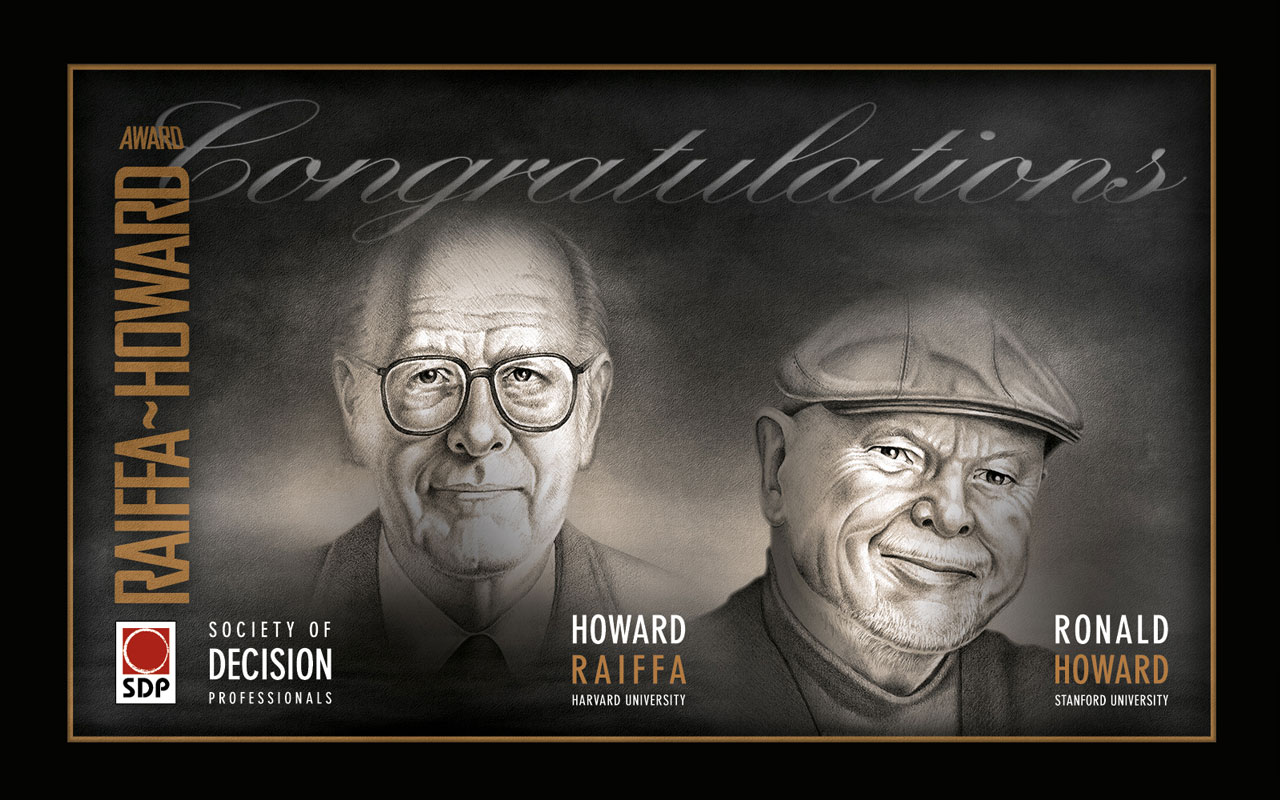 Congratulations
AWARD
RAIFFA~HOWARD
SDP
SOCIETY OF
DECISION
PROFESSIONALS
HOWARD
RAIFFA
HARVARD UNIVERSITY
RONALD
HOWARD
STANFORD UNIVERSITY